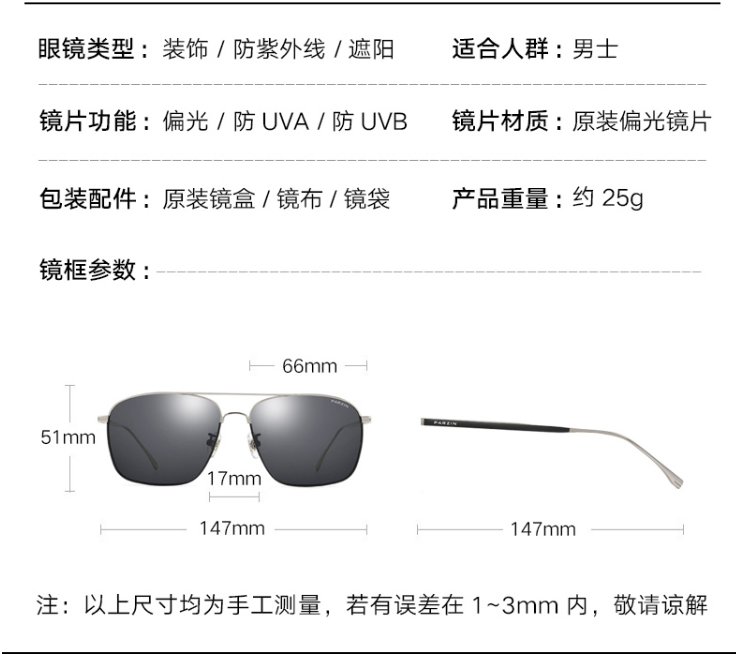 眼镜类型： 装饰 / 防紫外线 / 遮阳 适合人群：男士
镜片功能： 偏光 / 防 UVA / 防 UVB 镜片材质：原装偏光镜片
包装配件： 原装镜盒 / 镜布 / 镜袋 产品重量：约 25g
镜框参数：
66mm
PARZIN
51mm
PARZIN
17mm
147mm 147mm
注：以上尺寸均为手工测量，若有误差在 1~3mm 内，敬请谅解